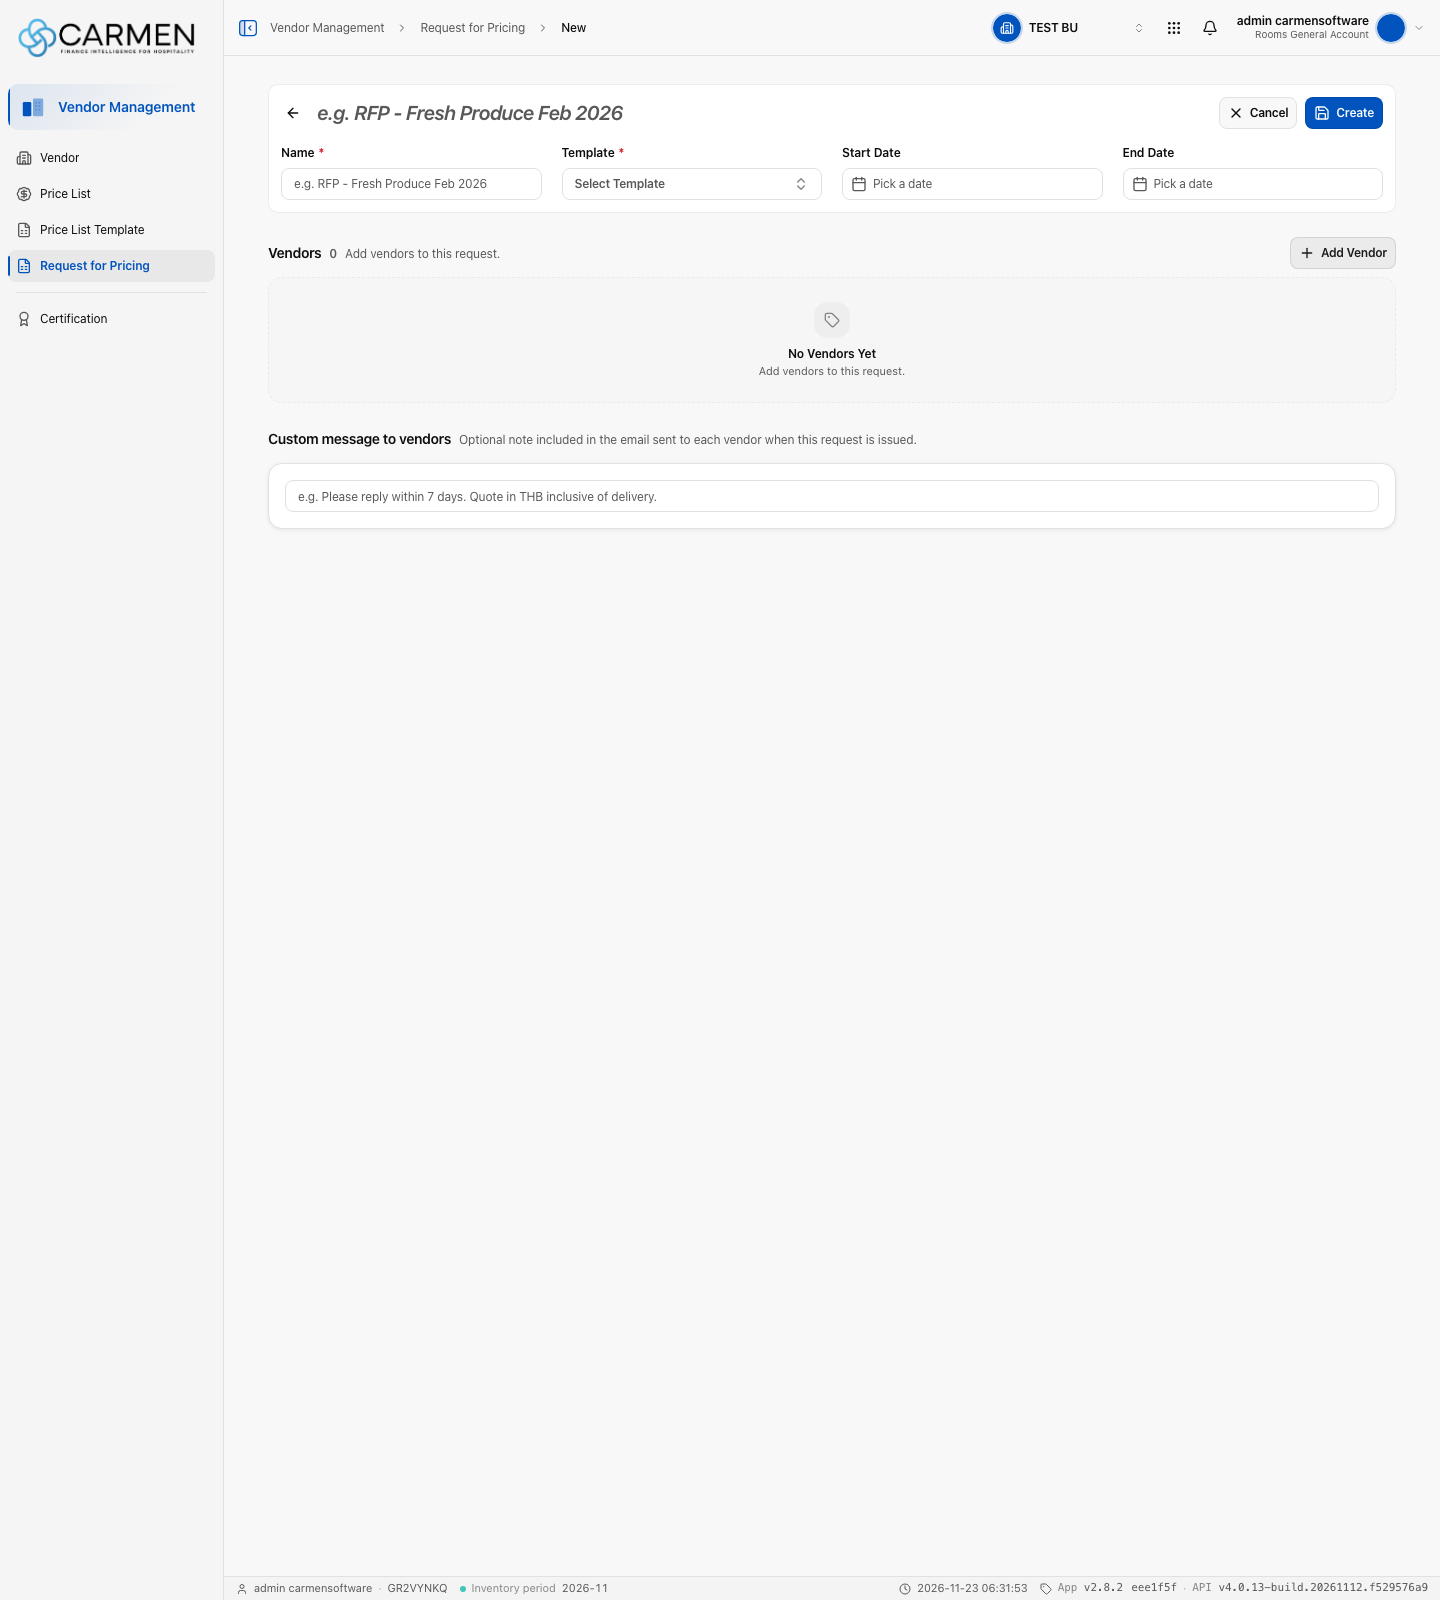 CARMEN
FINANCE INTELLIGENCE FOR HOSPITALITY
Vendor Management
Vendor
Price List
Price List Template
Request for Pricing
Certification
Vendor Management > Request for Pricing > New
TEST BU
admin carmensoftware
Rooms General Account
e.g. RFP - Fresh Produce Feb 2026
Cancel
Create
Name *
Template *
Start Date
End Date
e.g. RFP - Fresh Produce Feb 2026
Select Template
Pick a date
Pick a date
Vendors 0 Add vendors to this request.
Add Vendor
No Vendors Yet
Add vendors to this request.
Custom message to vendors Optional note included in the email sent to each vendor when this request is issued.
e.g. Please reply within 7 days. Quote in THB inclusive of delivery.
admin carmensoftware · GR2VYNKQ Inventory period 2026-11
2026-11-23 06:31:53 App v2.8.2 eee1f5f · API v4.0.13-build.20261112.f529576a9